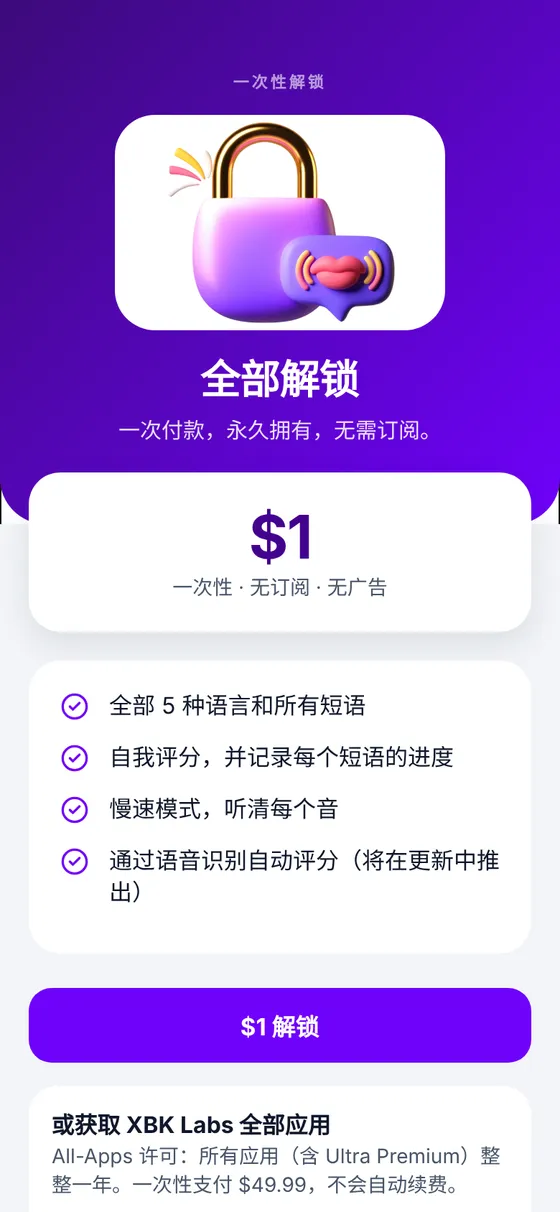 一次性解锁
全部解锁
一次付款，永久拥有，无需订阅。
$1
一次性 · 无订阅 · 无广告
全部 5 种语言和所有短语
自我评分，并记录每个短语的进度
慢速模式，听清每个音
通过语音识别自动评分（将在更新中推
出）
$1 解锁
或获取 XBK Labs 全部应用
All-Apps 许可：所有应用（含 Ultra Premium）整
整一年。一次性支付 $49.99，不会自动续费。